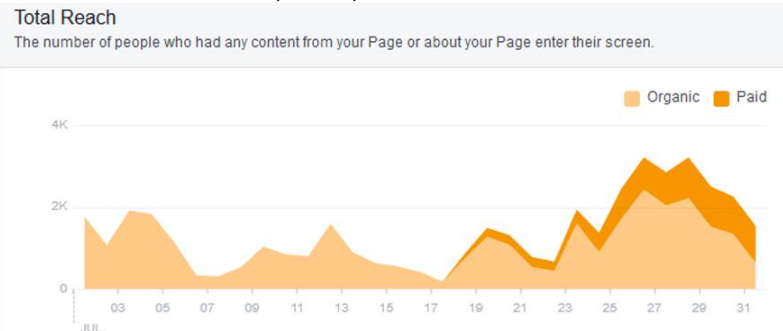 Total Reach
The number of people who had any content from your Page or about your Page enter their screen.
Organic Paid
4K
2K
0
03 05 07 09 11 13 15 17 19 21 23 25 27 29 31
JUL